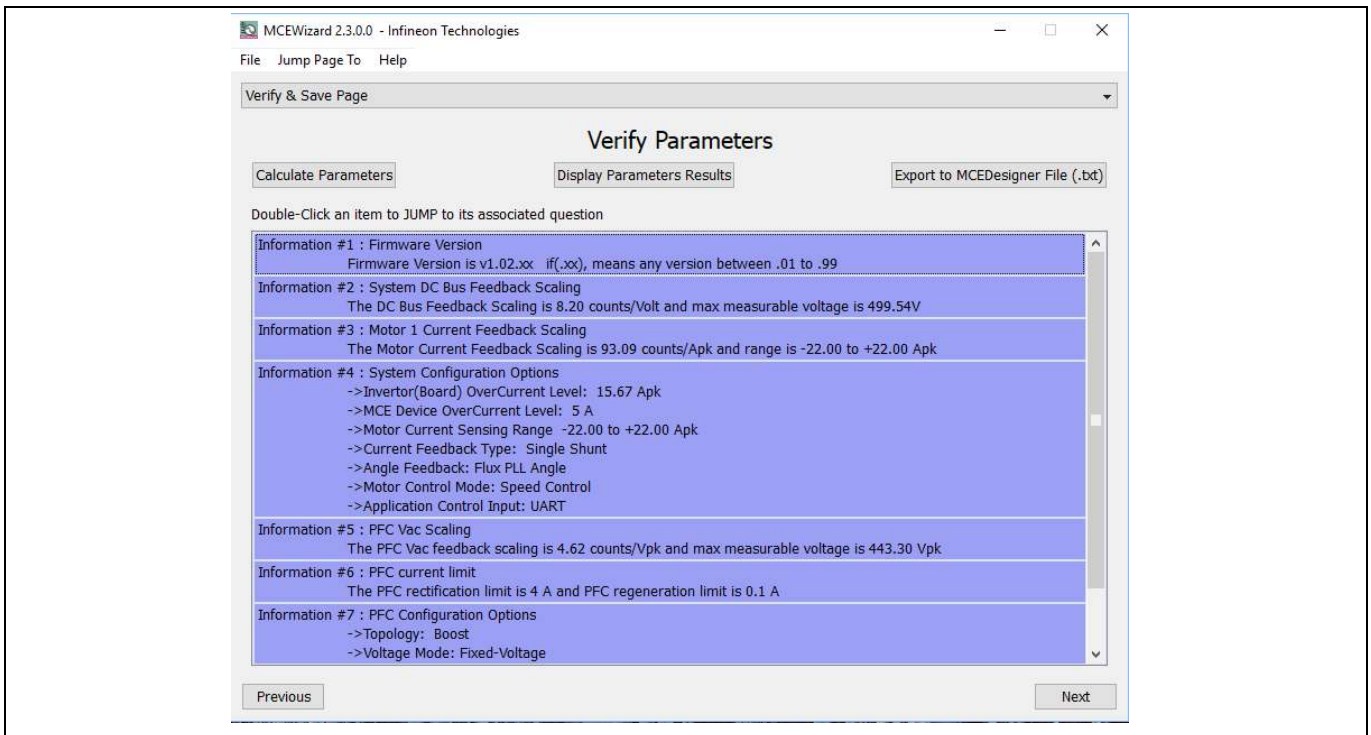 MCEWizard 2.3.0.0 - Infineon Technologies
File Jump Page To Help
Verify & Save Page
Verify Parameters
Calculate Parameters Display Parameters Results Export to MCEDesigner File (.txt)
Double-Click an item to JUMP to its associated question
Information #1 : Firmware Version
Firmware Version is v1.02.xx if(.xx), means any version between .01 to .99
Information #2 : System DC Bus Feedback Scaling
The DC Bus Feedback Scaling is 8.20 counts/Volt and max measurable voltage is 499.54V
Information #3 : Motor 1 Current Feedback Scaling
The Motor Current Feedback Scaling is 93.09 counts/Apk and range is -22.00 to +22.00 Apk
Information #4 : System Configuration Options
->Invertor(Board) OverCurrent Level: 15.67 Apk
->MCE Device OverCurrent Level: 5 A
->Motor Current Sensing Range -22.00 to +22.00 Apk
->Current Feedback Type: Single Shunt
->Angle Feedback: Flux PLL Angle
->Motor Control Mode: Speed Control
->Application Control Input: UART
Information #5 : PFC Vac Scaling
The PFC Vac feedback scaling is 4.62 counts/Vpk and max measurable voltage is 443.30 Vpk
Information #6 : PFC current limit
The PFC rectification limit is 4 A and PFC regeneration limit is 0.1 A
Information #7 : PFC Configuration Options
->Topology: Boost
->Voltage Mode: Fixed-Voltage
Previous Next